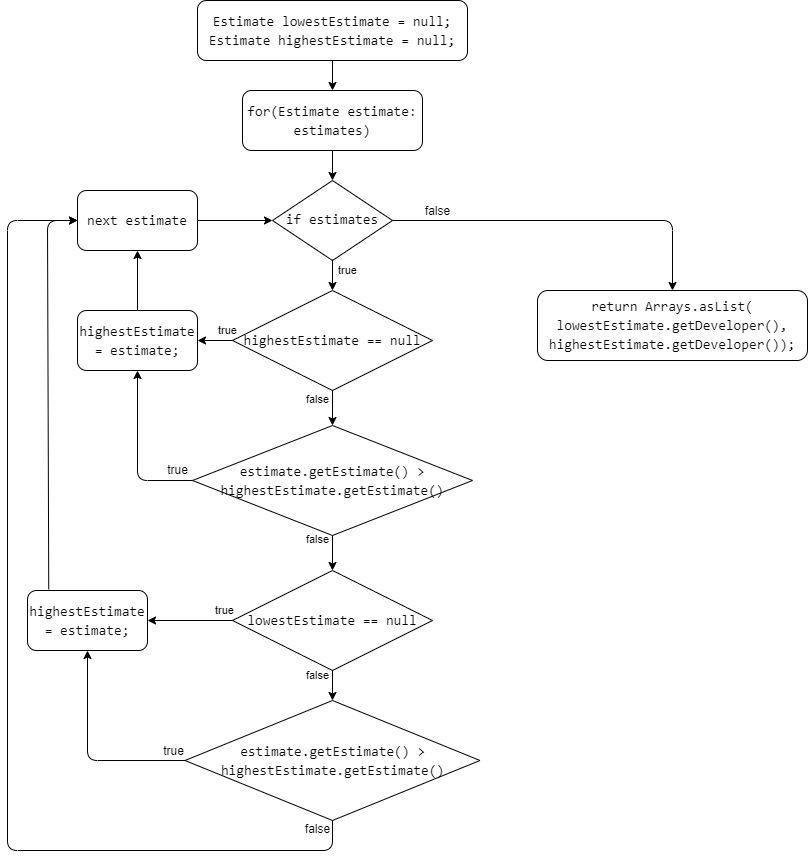 Estimate lowestEstimate = null;
Estimate highestEstimate = null;
for(Estimate estimate:
estimates)
next estimate
if estimates
false
true
return Arrays.asList(
lowestEstimate.getDeveloper(),
highestEstimate.getDeveloper());
highestEstimate
= estimate;
true
highestEstimate == null
false
true
estimate.getEstimate() >
highestEstimate.getEstimate()
false
highestEstimate
= estimate;
true
lowestEstimate == null
false
true
estimate.getEstimate() >
highestEstimate.getEstimate()
false